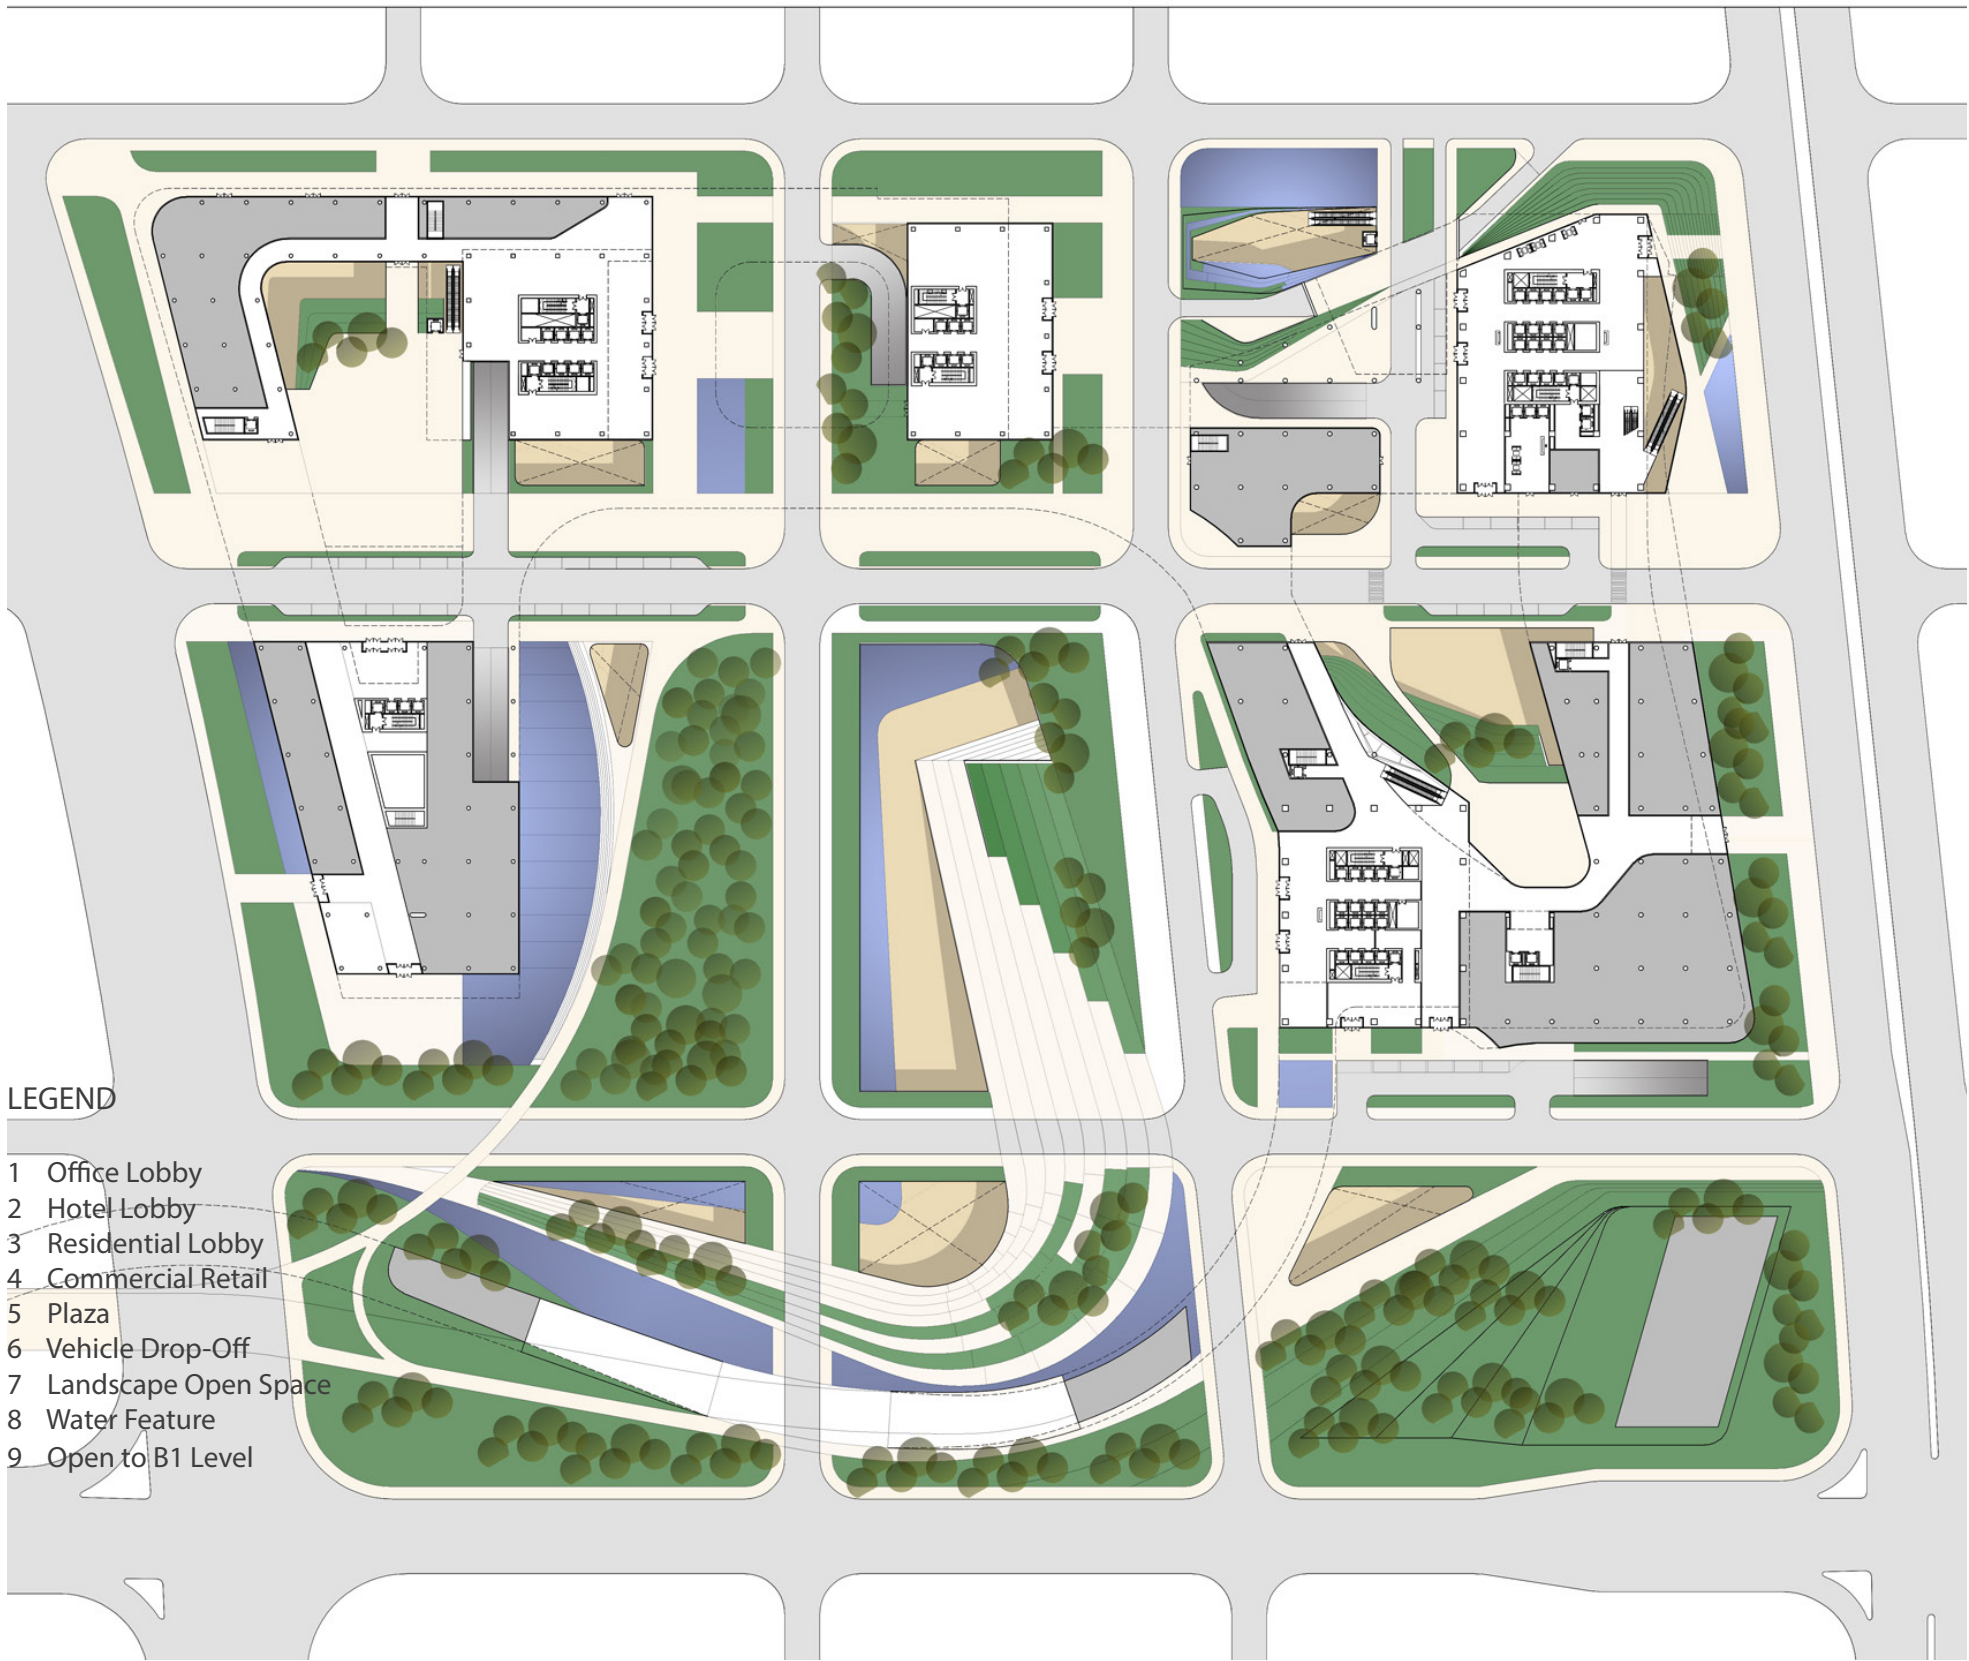 LEGEND
1 Office Lobby
2 Hotel Lobby
3 Residential Lobby
4 Commercial Retail
5 Plaza
6 Vehicle Drop-Off
7 Landscape Open Space
8 Water Feature
9 Open to B1 Level